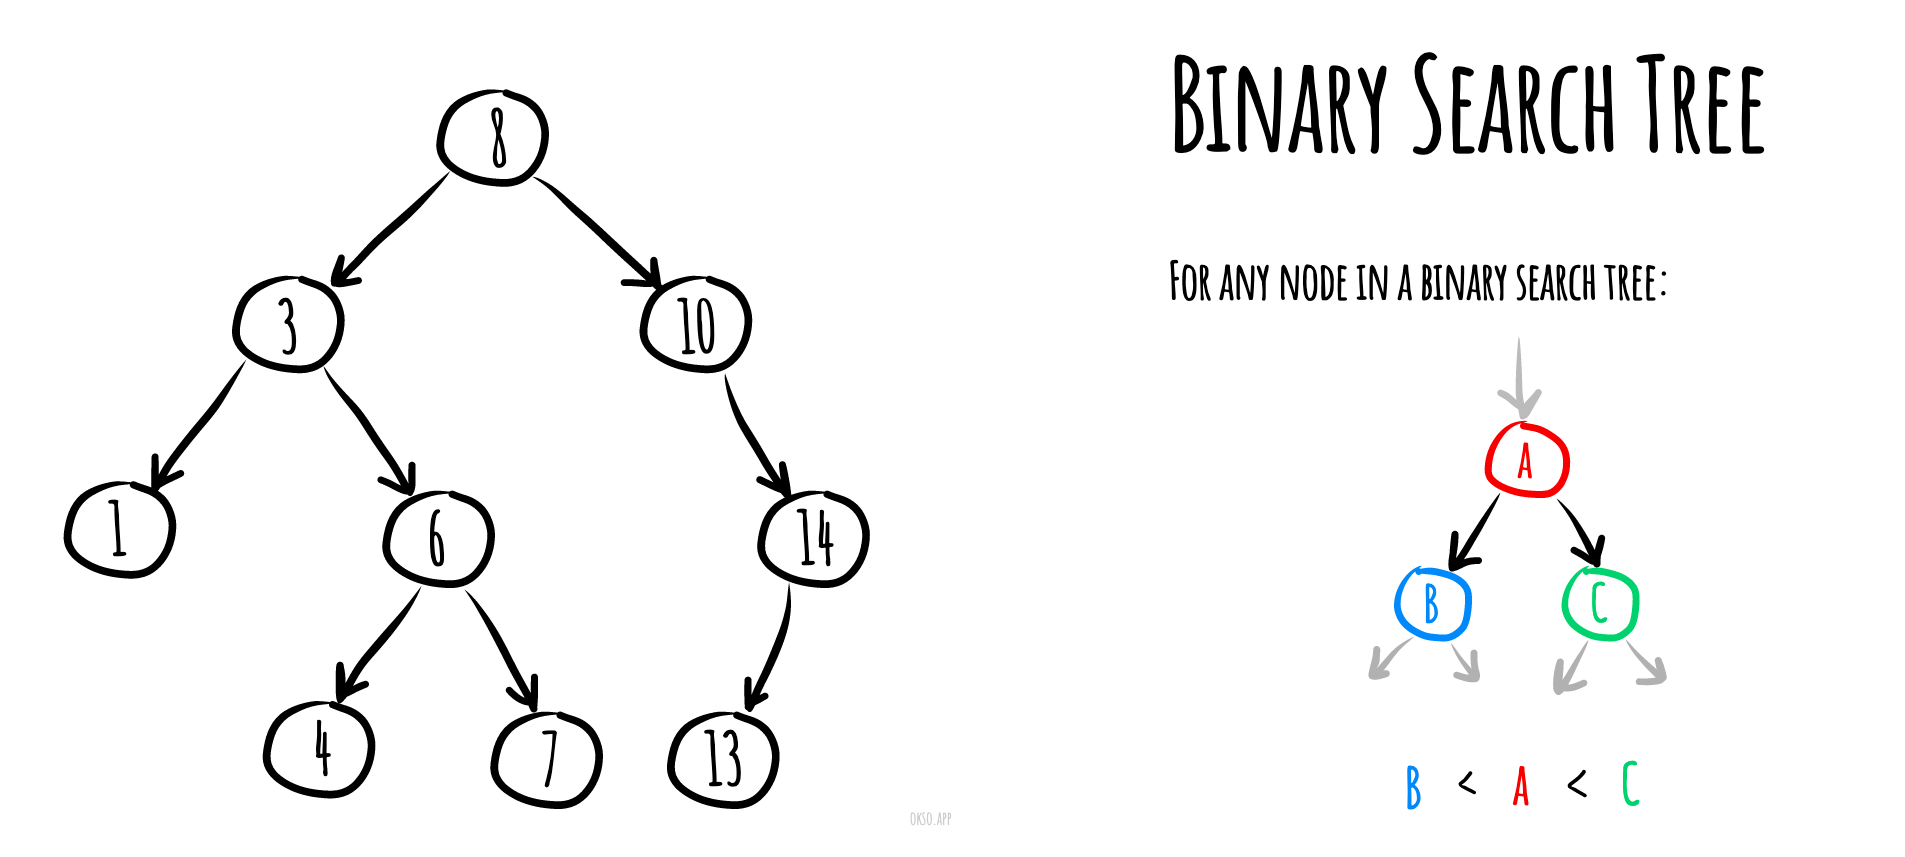 Binary Search Tree
For any node in a binary search tree:
8
3
10
1
6
14
4
7
13
A
B
C
B < A < C
okso.app